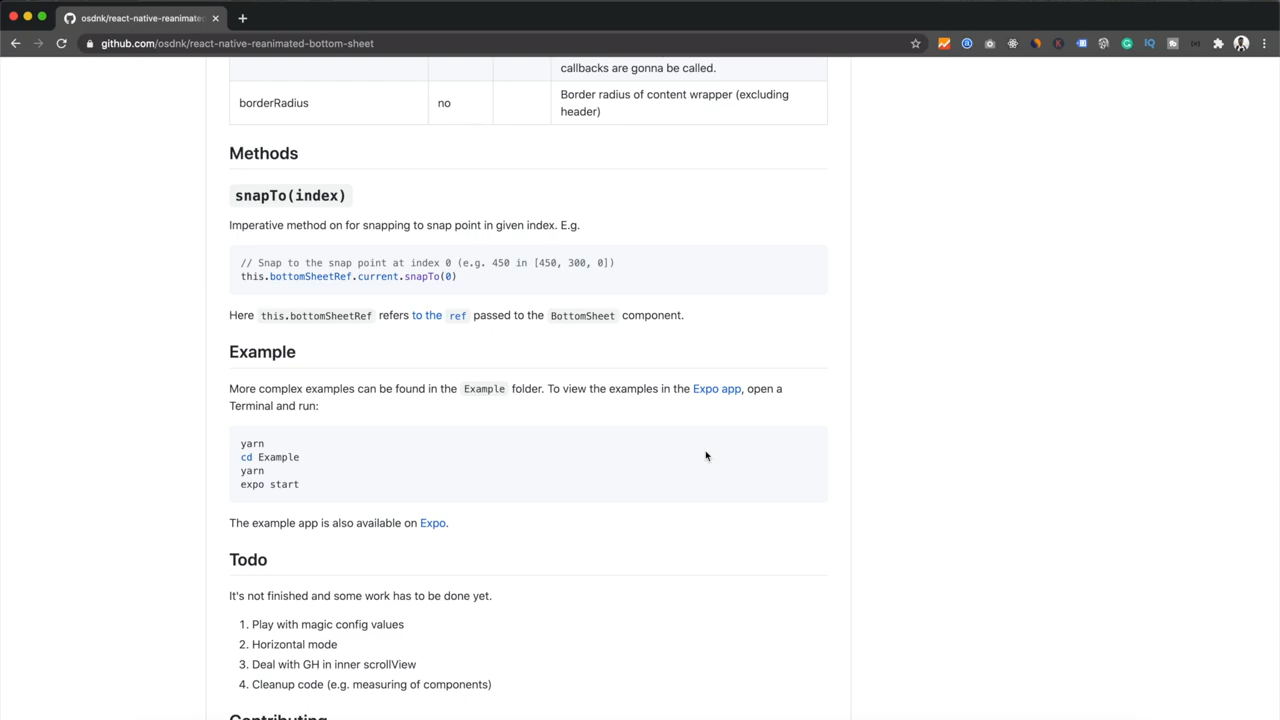 osdnk/react-native-reanimated
github.com/osdnk/react-native-reanimated-bottom-sheet
callbacks are gonna be called.
borderRadius no Border radius of content wrapper (excluding
header)
Methods
snapTo(index)
Imperative method on for snapping to snap point in given index. E.g.
// Snap to the snap point at index 0 (e.g. 450 in [450, 300, 0])
this.bottomSheetRef.current.snapTo(0)
Here this.bottomSheetRef refers to the ref passed to the BottomSheet component.
Example
More complex examples can be found in the Example folder. To view the examples in the Expo app, open a
Terminal and run:
yarn
cd Example
yarn
expo start
The example app is also available on Expo.
Todo
It's not finished and some work has to be done yet.
1. Play with magic config values
2. Horizontal mode
3. Deal with GH in inner scrollView
4. Cleanup code (e.g. measuring of components)
Contributing